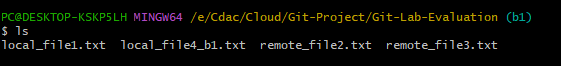 PC@DESKTOP-KSKP5LH MINGW64 /e/Cdac/Cloud/Git-Project/Git-Lab-Evaluation (b1)
$ ls
local_file1.txt  local_file4_b1.txt  remote_file2.txt  remote_file3.txt